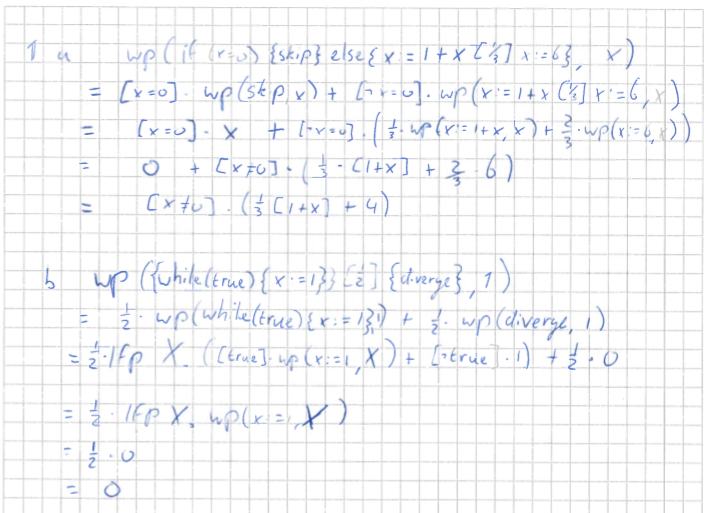 1 a wp(if (x=0) {skip} else {x := 1+x [1/3] x:=6}, x)
= [x=0] · wp(skip, x) + [¬x=0] · wp(x:=1+x [1/3] x:=6, x)
= [x=0] · x + [¬x=0] · (1/3 · wp(x:=1+x, x) + 2/3 · wp(x:=6, x))
= 0 + [x≠0] · (1/3 · [1+x] + 2/3 · 6)
= [x≠0] · (1/3 [1+x] + 4)
b wp({while(true){x:=1}} [1/2] {diverge}, 1)
= 1/2 · wp(while(true){x:=1}, 1) + 1/2 · wp(diverge, 1)
= 1/2 · lfp X. ([true] · wp(x:=1, X) + [¬true] · 1) + 1/2 · 0
= 1/2 · lfp X. wp(x:=1, X)
= 1/2 · 0
= 0